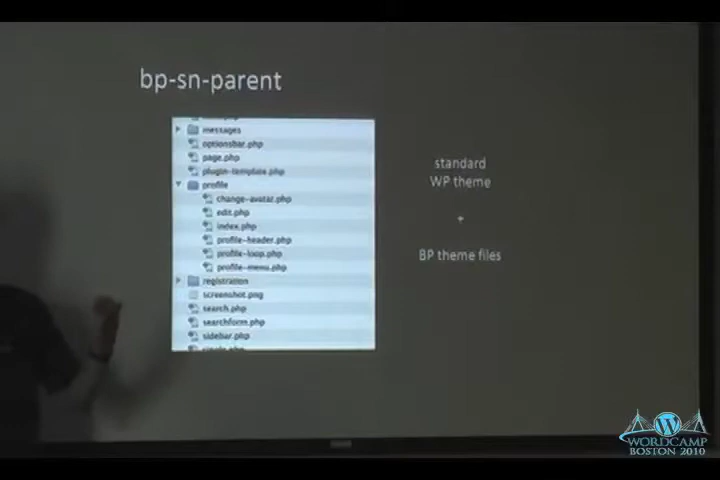 bp-sn-parent
messages
optionsbar.php
page.php
plugin-template.php
profile
change-avatar.php
edit.php
index.php
profile-header.php
profile-loop.php
profile-menu.php
registration
screenshot.png
search.php
searchform.php
sidebar.php
standard
WP theme
+
BP theme files
WORDCAMP
BOSTON 2010